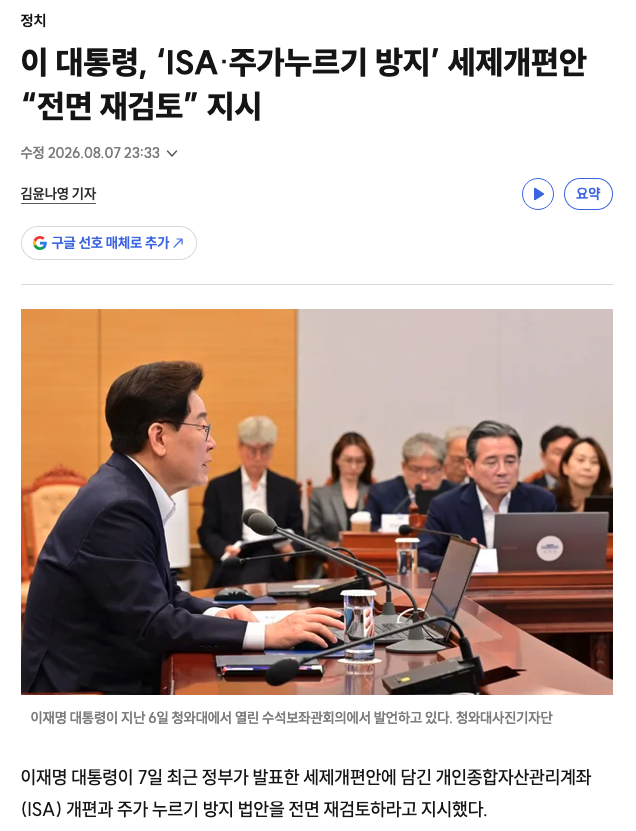 정치
이 대통령, ‘ISA·주가누르기 방지’ 세제개편안
“전면 재검토” 지시
수정 2026.08.07 23:33
김윤나영 기자
요약
구글 선호 매체로 추가
이재명 대통령이 지난 6일 청와대에서 열린 수석보좌관회의에서 발언하고 있다. 청와대사진기자단
이재명 대통령이 7일 최근 정부가 발표한 세제개편안에 담긴 개인종합자산관리계좌
(ISA) 개편과 주가 누르기 방지 법안을 전면 재검토하라고 지시했다.